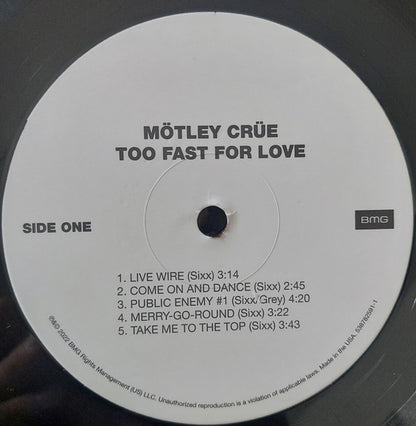 MÖTLEY CRÜE
TOO FAST FOR LOVE
SIDE ONE
BMG
1. LIVE WIRE (Sixx) 3:14
2. COME ON AND DANCE (Sixx) 2:45
3. PUBLIC ENEMY #1 (Sixx/Grey) 4:20
4. MERRY-GO-ROUND (Sixx) 3:22
5. TAKE ME TO THE TOP (Sixx) 3:43
℗© 2022 BMG Rights Management (US) LLC. Unauthorized reproduction is a violation of applicable laws. Made in the USA. 538782591-1